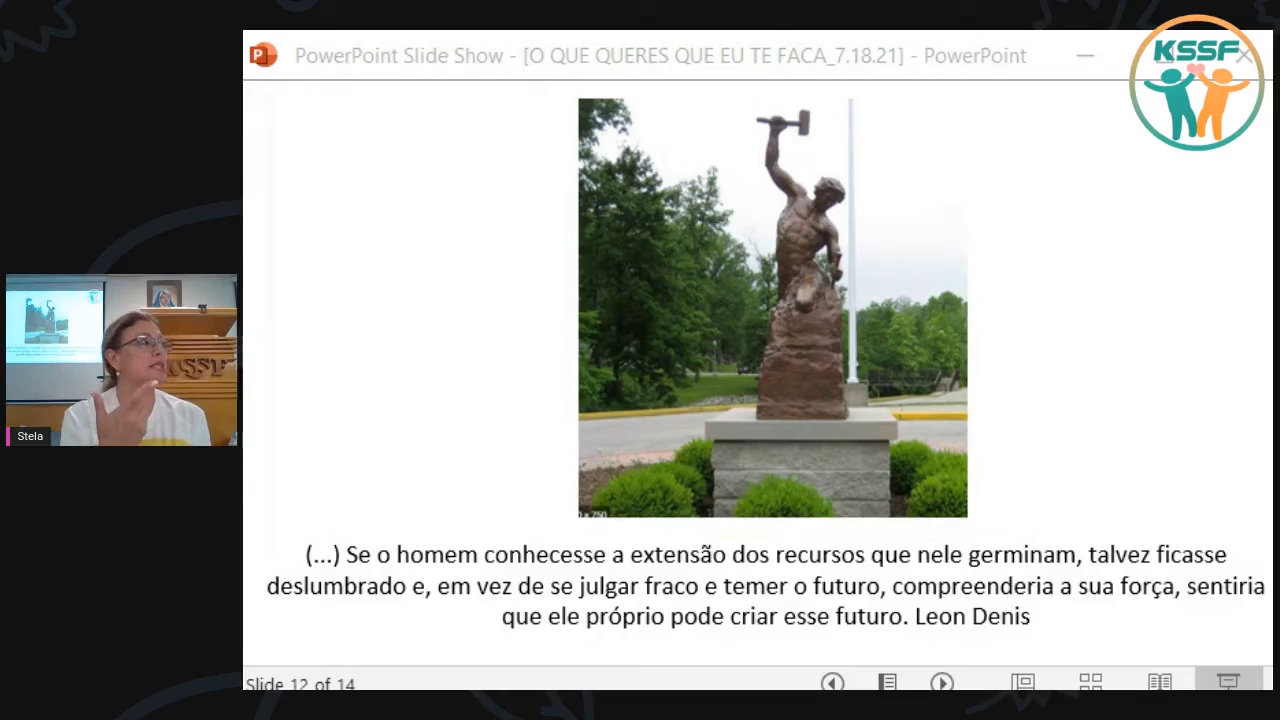 PowerPoint Slide Show - [O QUE QUERES QUE EU TE FACA_7.18.21] - PowerPoint
KSSF
Stela
(...) Se o homem conhecesse a extensão dos recursos que nele germinam, talvez ficasse
deslumbrado e, em vez de se julgar fraco e temer o futuro, compreenderia a sua força, sentiria
que ele próprio pode criar esse futuro. Leon Denis
Slide 12 of 14